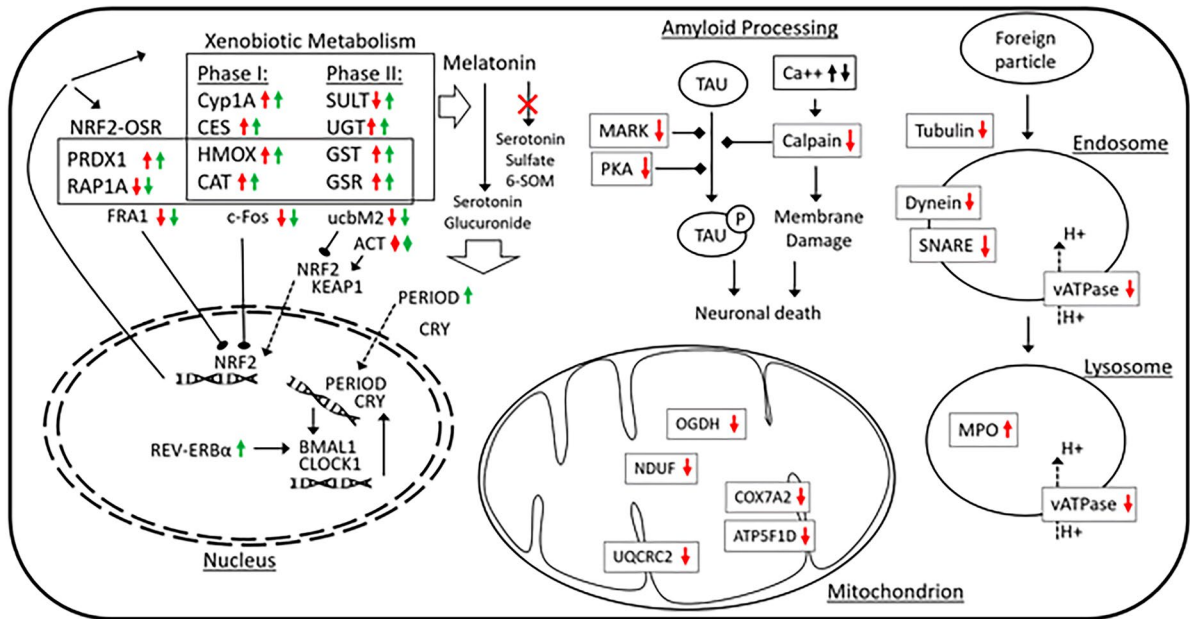 Xenobiotic Metabolism
Phase I:
Phase II:
Cyp1A
SULT
CES
UGT
NRF2-OSR
HMOX
GST
CAT
GSR
PRDX1
RAP1A
FRA1
c-Fos
ucbM2
ACT
NRF2
KEAP1
Melatonin
Serotonin
Sulfate
6-SOM
Serotonin
Glucuronide
PERIOD
CRY
NRF2
PERIOD
CRY
REV-ERBα
BMAL1
CLOCK1
Nucleus
Amyloid Processing
TAU
Ca++
MARK
PKA
Calpain
TAU
P
Membrane
Damage
Neuronal death
OGDH
NDUF
COX7A2
ATP5F1D
UQCRC2
Mitochondrion
Foreign
particle
Tubulin
Endosome
Dynein
SNARE
H+
vATPase
H+
Lysosome
MPO
H+
vATPase
H+